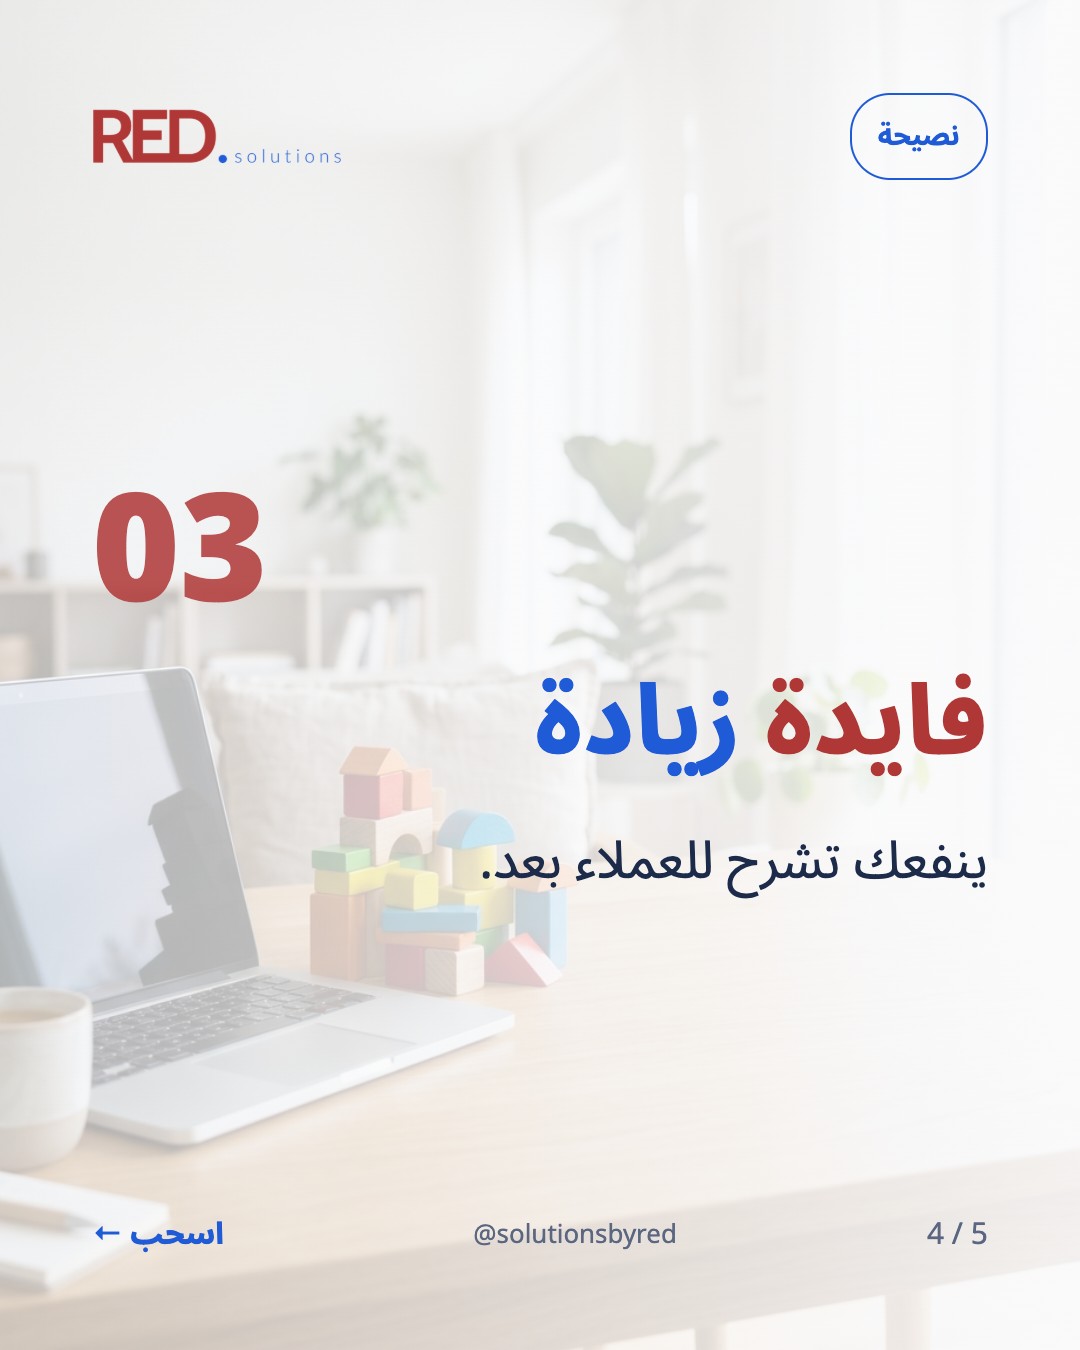 RED.solutions
نصيحة
03
فايدة زيادة
ينفعك تشرح للعملاء بعد.
اسحب ←
@solutionsbyred
4 / 5